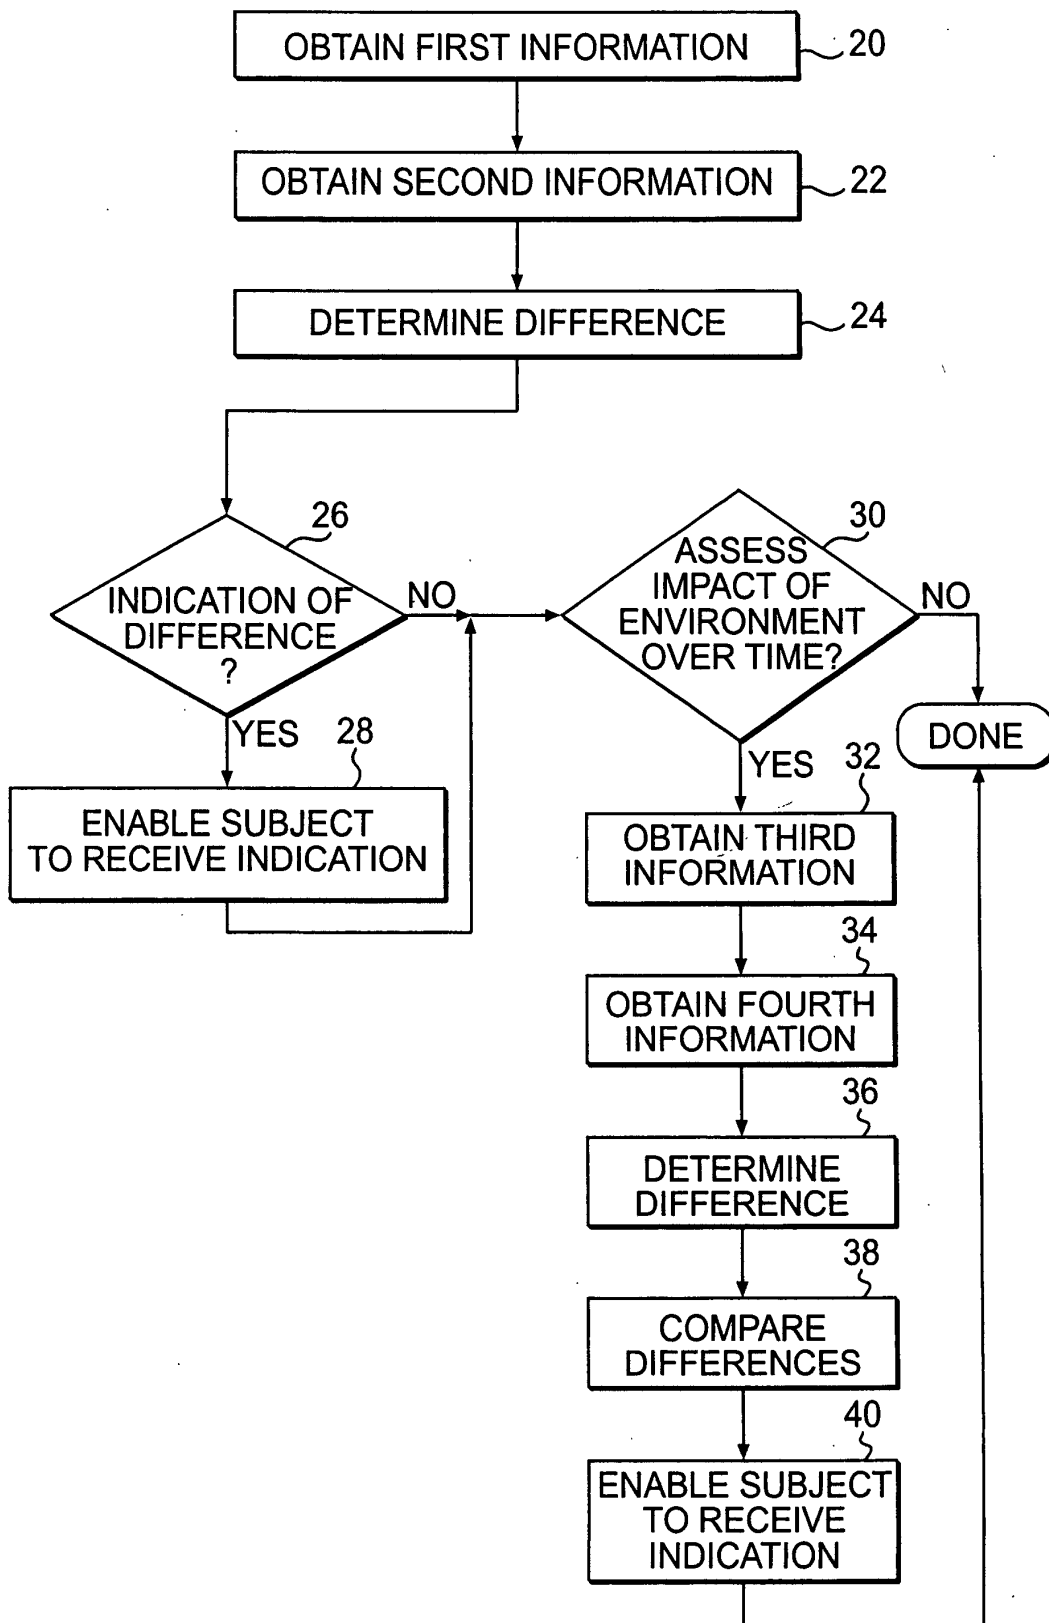 OBTAIN FIRST INFORMATION
20
OBTAIN SECOND INFORMATION
22
DETERMINE DIFFERENCE
24
26
INDICATION OF
DIFFERENCE
?
NO
YES
28
ENABLE SUBJECT
TO RECEIVE INDICATION
30
ASSESS
IMPACT OF
ENVIRONMENT
OVER TIME?
NO
DONE
YES
32
OBTAIN THIRD
INFORMATION
34
OBTAIN FOURTH
INFORMATION
36
DETERMINE
DIFFERENCE
38
COMPARE
DIFFERENCES
40
ENABLE SUBJECT
TO RECEIVE
INDICATION